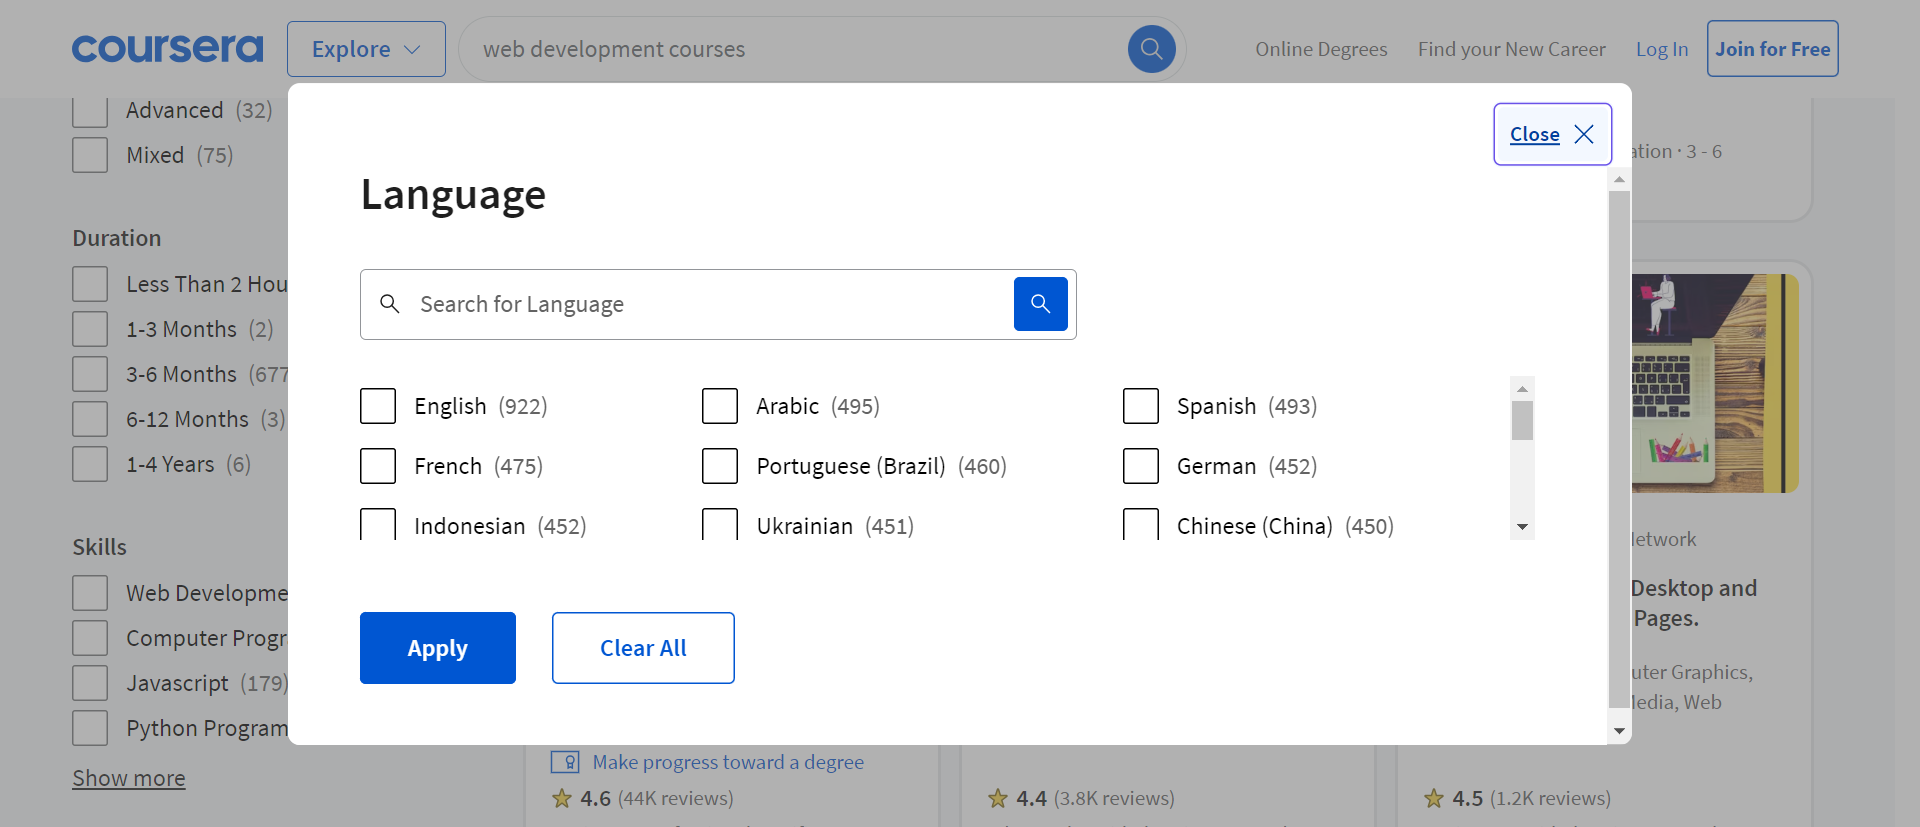 coursera
Explore
web development courses
Online Degrees
Find your New Career
Log In
Join for Free
Advanced (32)
Mixed (75)
Duration
Less Than 2 Hou
1-3 Months (2)
3-6 Months (677
6-12 Months (3)
1-4 Years (6)
Skills
Web Developme
Computer Progr
Javascript (179)
Python Program
Show more
Close
Language
Search for Language
English (922)
Arabic (495)
Spanish (493)
French (475)
Portuguese (Brazil) (460)
German (452)
Indonesian (452)
Ukrainian (451)
Chinese (China) (450)
Apply
Clear All
ation · 3 - 6
Network
Desktop and
Pages.
uter Graphics,
Media, Web
Make progress toward a degree
4.6 (44K reviews)
4.4 (3.8K reviews)
4.5 (1.2K reviews)